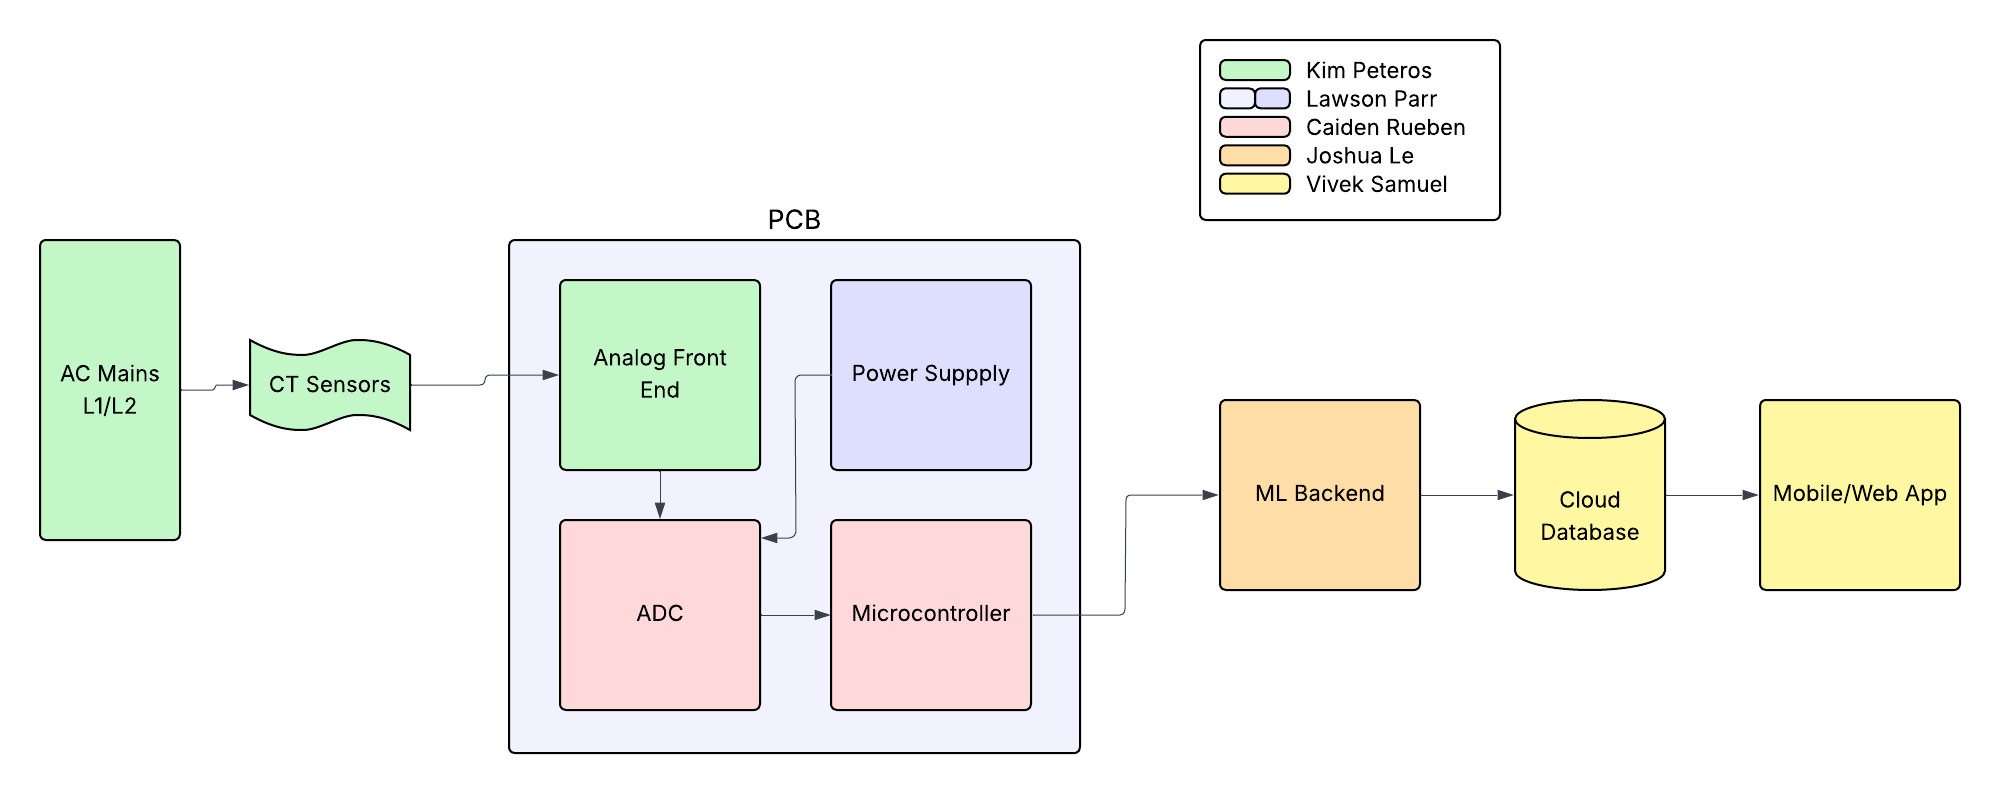 Kim Peteros
Lawson Parr
Caiden Rueben
Joshua Le
Vivek Samuel
PCB
AC Mains
L1/L2
CT Sensors
Analog Front
End
Power Suppply
ADC
Microcontroller
ML Backend
Cloud
Database
Mobile/Web App